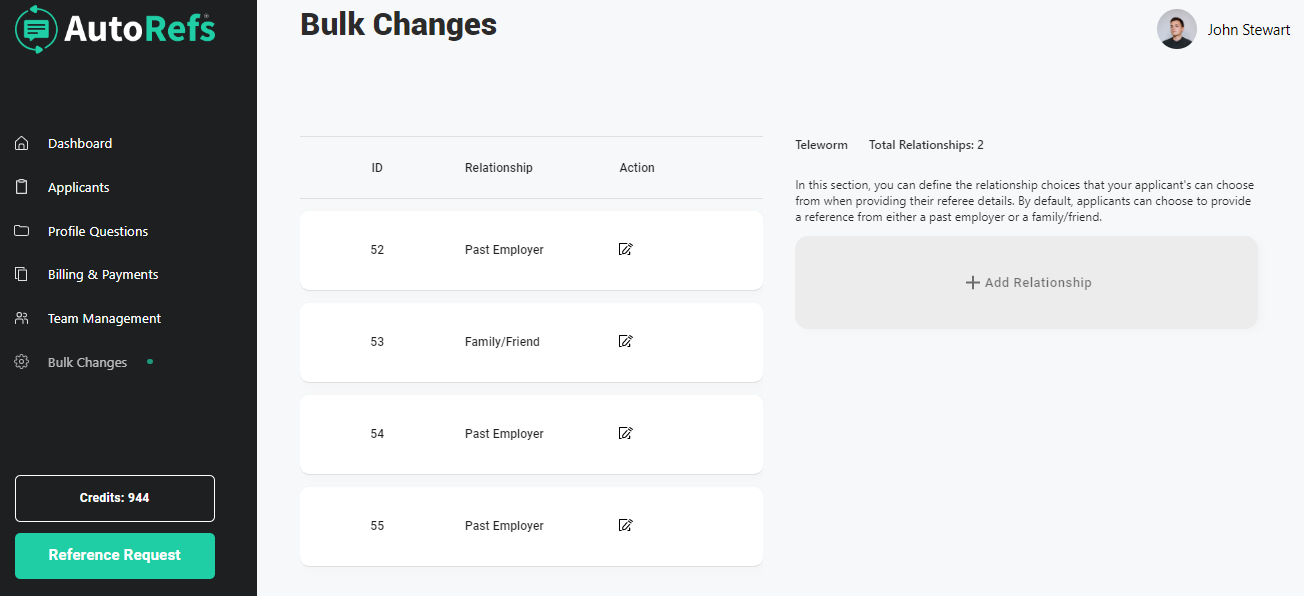 AutoRefs®
Bulk Changes
John Stewart
Dashboard
Applicants
Profile Questions
Billing & Payments
Team Management
Bulk Changes
Credits: 944
Reference Request
ID Relationship Action
52 Past Employer
53 Family/Friend
54 Past Employer
55 Past Employer
Teleworm Total Relationships: 2
In this section, you can define the relationship choices that your applicant's can choose
from when providing their referee details. By default, applicants can choose to provide
a reference from either a past employer or a family/friend.
+ Add Relationship